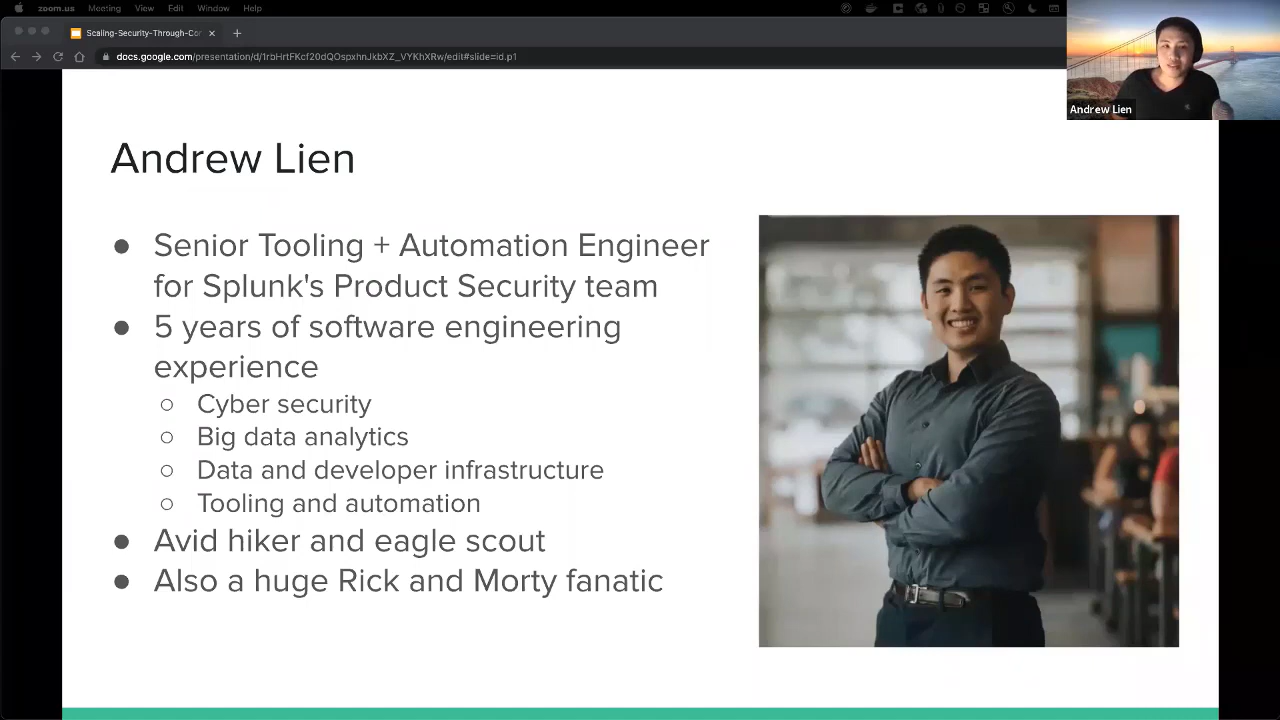 zoom.us Meeting View Edit Window Help
Scaling-Security-Through-Cor
docs.google.com/presentation/d/1rbHrtFKcf20dQOspxhnJkbXZ_VYKhXRw/edit#slide=id.p1
Andrew Lien
Andrew Lien
● Senior Tooling + Automation Engineer
for Splunk's Product Security team
● 5 years of software engineering
experience
○ Cyber security
○ Big data analytics
○ Data and developer infrastructure
○ Tooling and automation
● Avid hiker and eagle scout
● Also a huge Rick and Morty fanatic